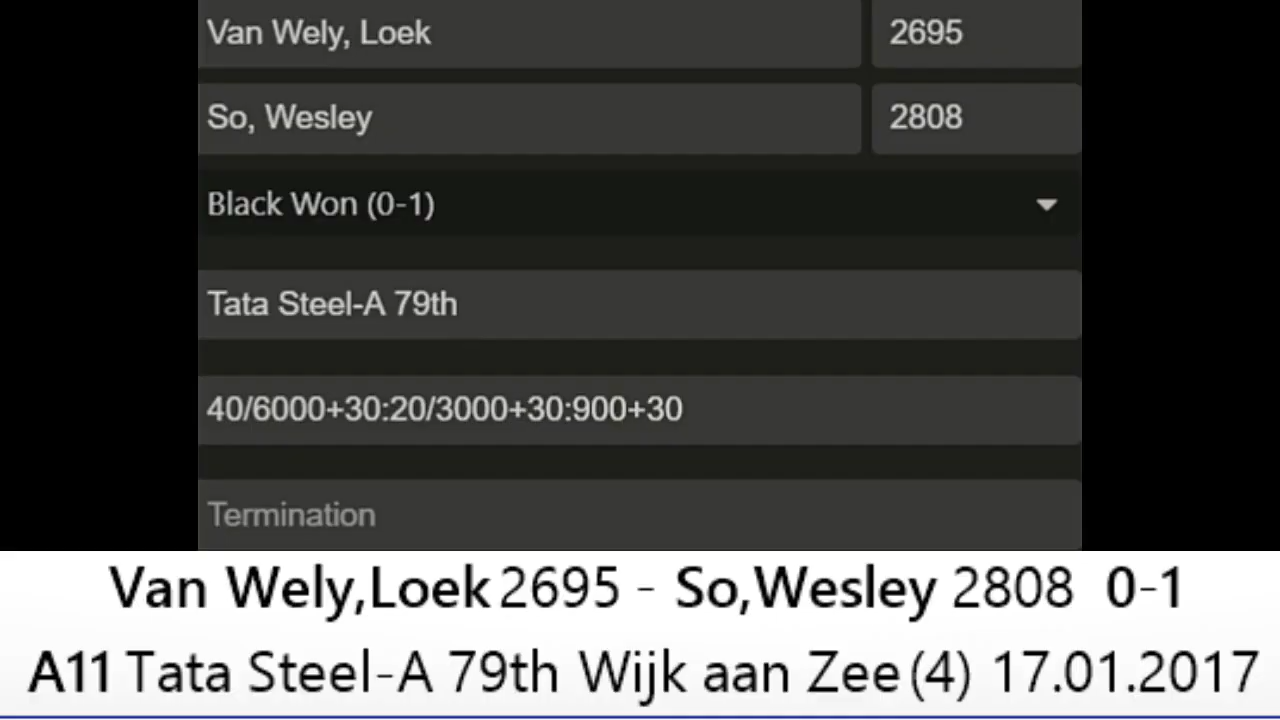 Van Wely, Loek 2695
So, Wesley 2808
Black Won (0-1)
Tata Steel-A 79th
40/6000+30:20/3000+30:900+30
Termination
Van Wely,Loek 2695 - So,Wesley 2808 0-1
A11 Tata Steel-A 79th Wijk aan Zee (4) 17.01.2017